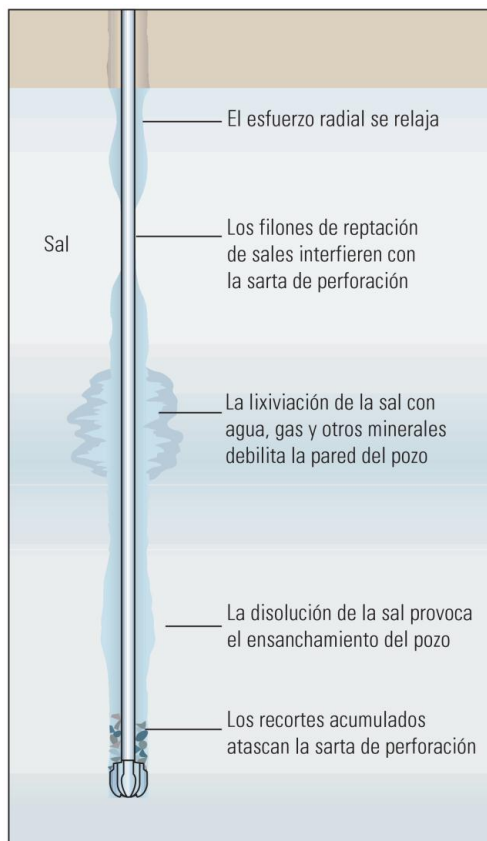 El esfuerzo radial se relaja
Sal
Los filones de reptación
de sales interfieren con
la sarta de perforación
La lixiviación de la sal con
agua, gas y otros minerales
debilita la pared del pozo
La disolución de la sal provoca
el ensanchamiento del pozo
Los recortes acumulados
atascan la sarta de perforación